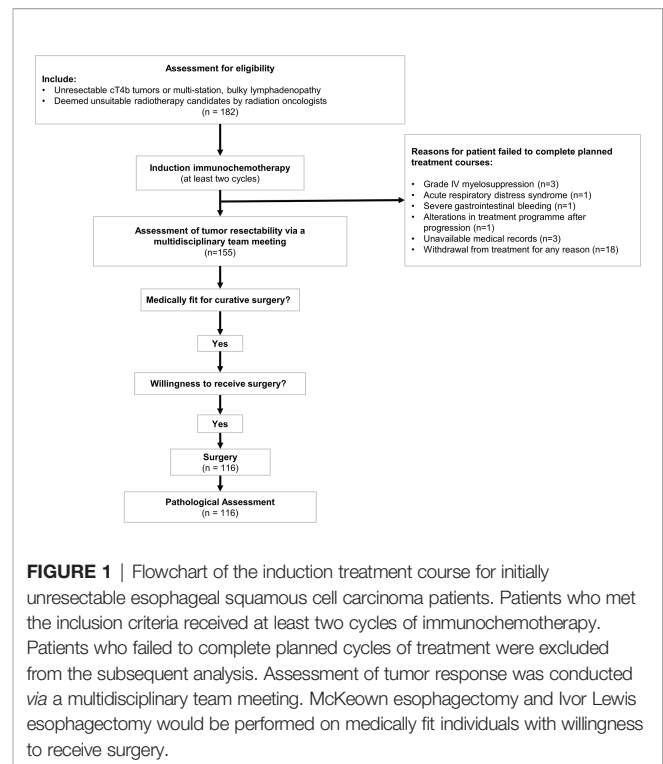 Assessment for eligibility
Include:
• Unresectable cT4b tumors or multi-station, bulky lymphadenopathy
• Deemed unsuitable radiotherapy candidates by radiation oncologists
(n = 182)
Induction immunochemotherapy
(at least two cycles)
Reasons for patient failed to complete planned
treatment courses:
• Grade IV myelosuppression (n=3)
• Acute respiratory distress syndrome (n=1)
• Severe gastrointestinal bleeding (n=1)
• Alterations in treatment programme after
progression (n=1)
• Unavailable medical records (n=3)
• Withdrawal from treatment for any reason (n=18)
Assessment of tumor resectability via a
multidisciplinary team meeting
(n=155)
Medically fit for curative surgery?
Yes
Willingness to receive surgery?
Yes
Surgery
(n = 116)
Pathological Assessment
(n = 116)
FIGURE 1 | Flowchart of the induction treatment course for initially
unresectable esophageal squamous cell carcinoma patients. Patients who met
the inclusion criteria received at least two cycles of immunochemotherapy.
Patients who failed to complete planned cycles of treatment were excluded
from the subsequent analysis. Assessment of tumor response was conducted
via a multidisciplinary team meeting. McKeown esophagectomy and Ivor Lewis
esophagectomy would be performed on medically fit individuals with willingness
to receive surgery.